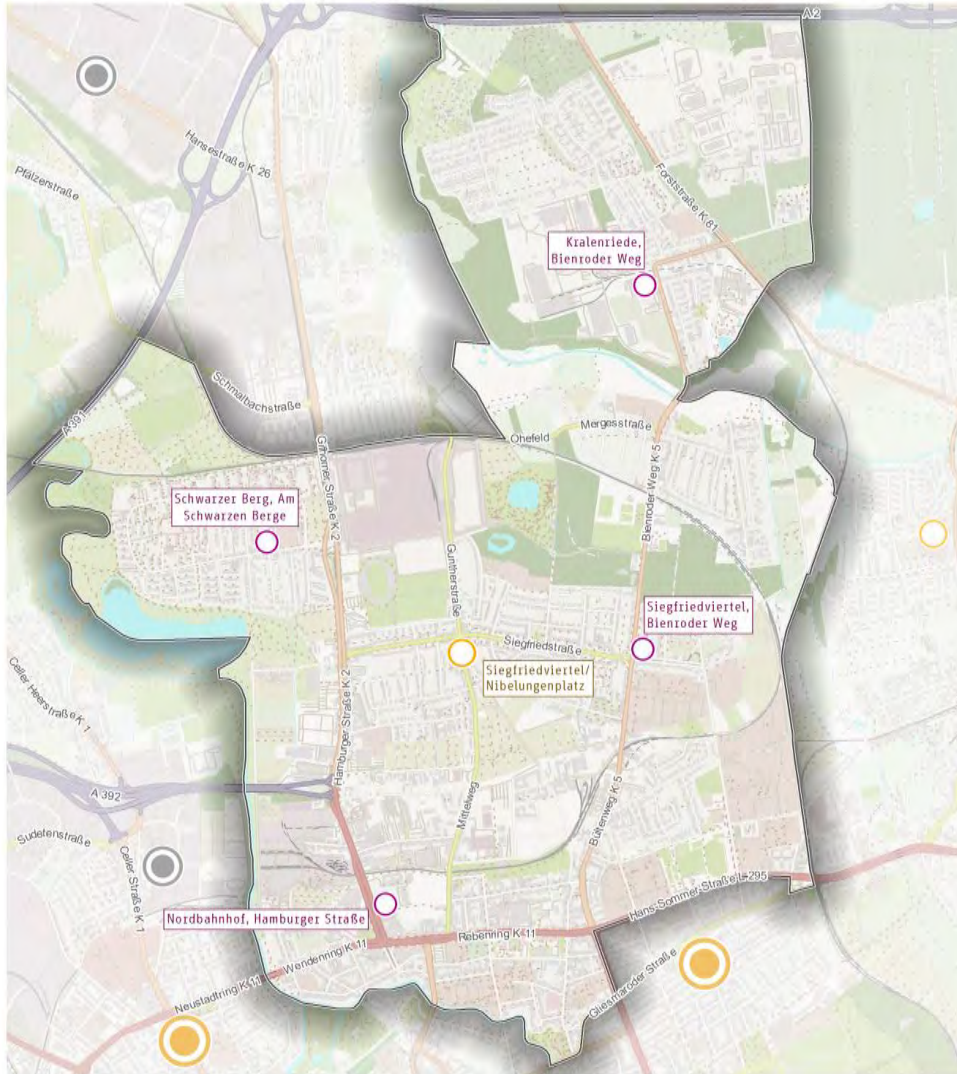 A 2
Hansestraße K 26
Pfälzerstraße
Forststraße K 81
Kralenriede,
Bienroder Weg
Schmalbachstraße
A 391
Gifhorner Straße K 2
Ohefeld
Mergesstraße
Bienroder Weg K 5
Schwarzer Berg, Am
Schwarzen Berge
Guntherstraße
Siegfriedviertel,
Bienroder Weg
Siegfriedstraße
Siegfriedviertel/
Nibelungenplatz
Celler Heerstraße K 1
Hamburger Straße K 2
A 392
Mittelweg
Bültenweg K 5
Sudetenstraße
Celler Straße K 1
Hans-Sommer-Straße L 295
Nordbahnhof, Hamburger Straße
Rebenring K 11
Wendenring K 11
Neustadtring K 11
Gliesmaroder Straße